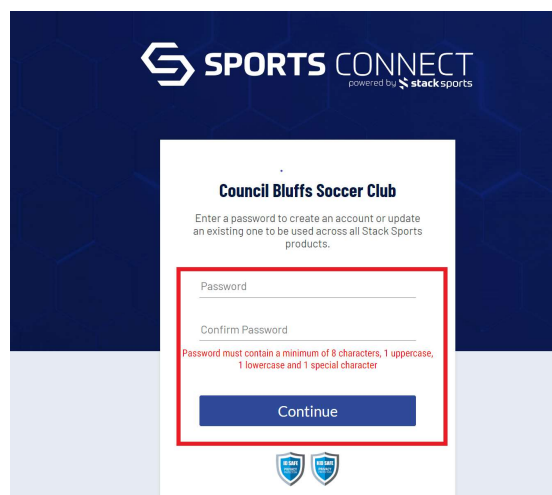 SPORTS CONNECT
powered by stack sports
Council Bluffs Soccer Club
Enter a password to create an account or update
an existing one to be used across all Stack Sports
products.
Password
Confirm Password
Password must contain a minimum of 8 characters, 1 uppercase,
1 lowercase and 1 special character
Continue